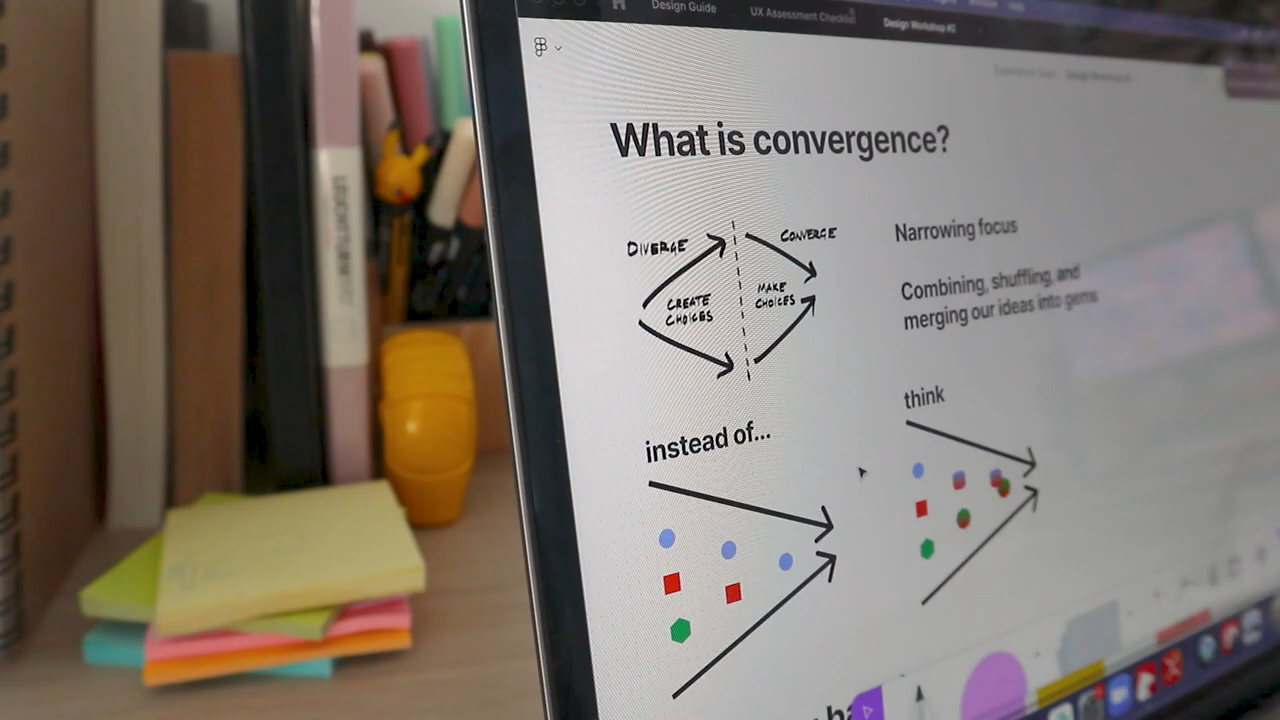 Design Guide
UX Assessment Checklist
Design Workshop #2
What is convergence?
DIVERGE
CONVERGE
CREATE
CHOICES
MAKE
CHOICES
Narrowing focus
Combining, shuffling, and
merging our ideas into gems
instead of...
think
LEUCHTTURM